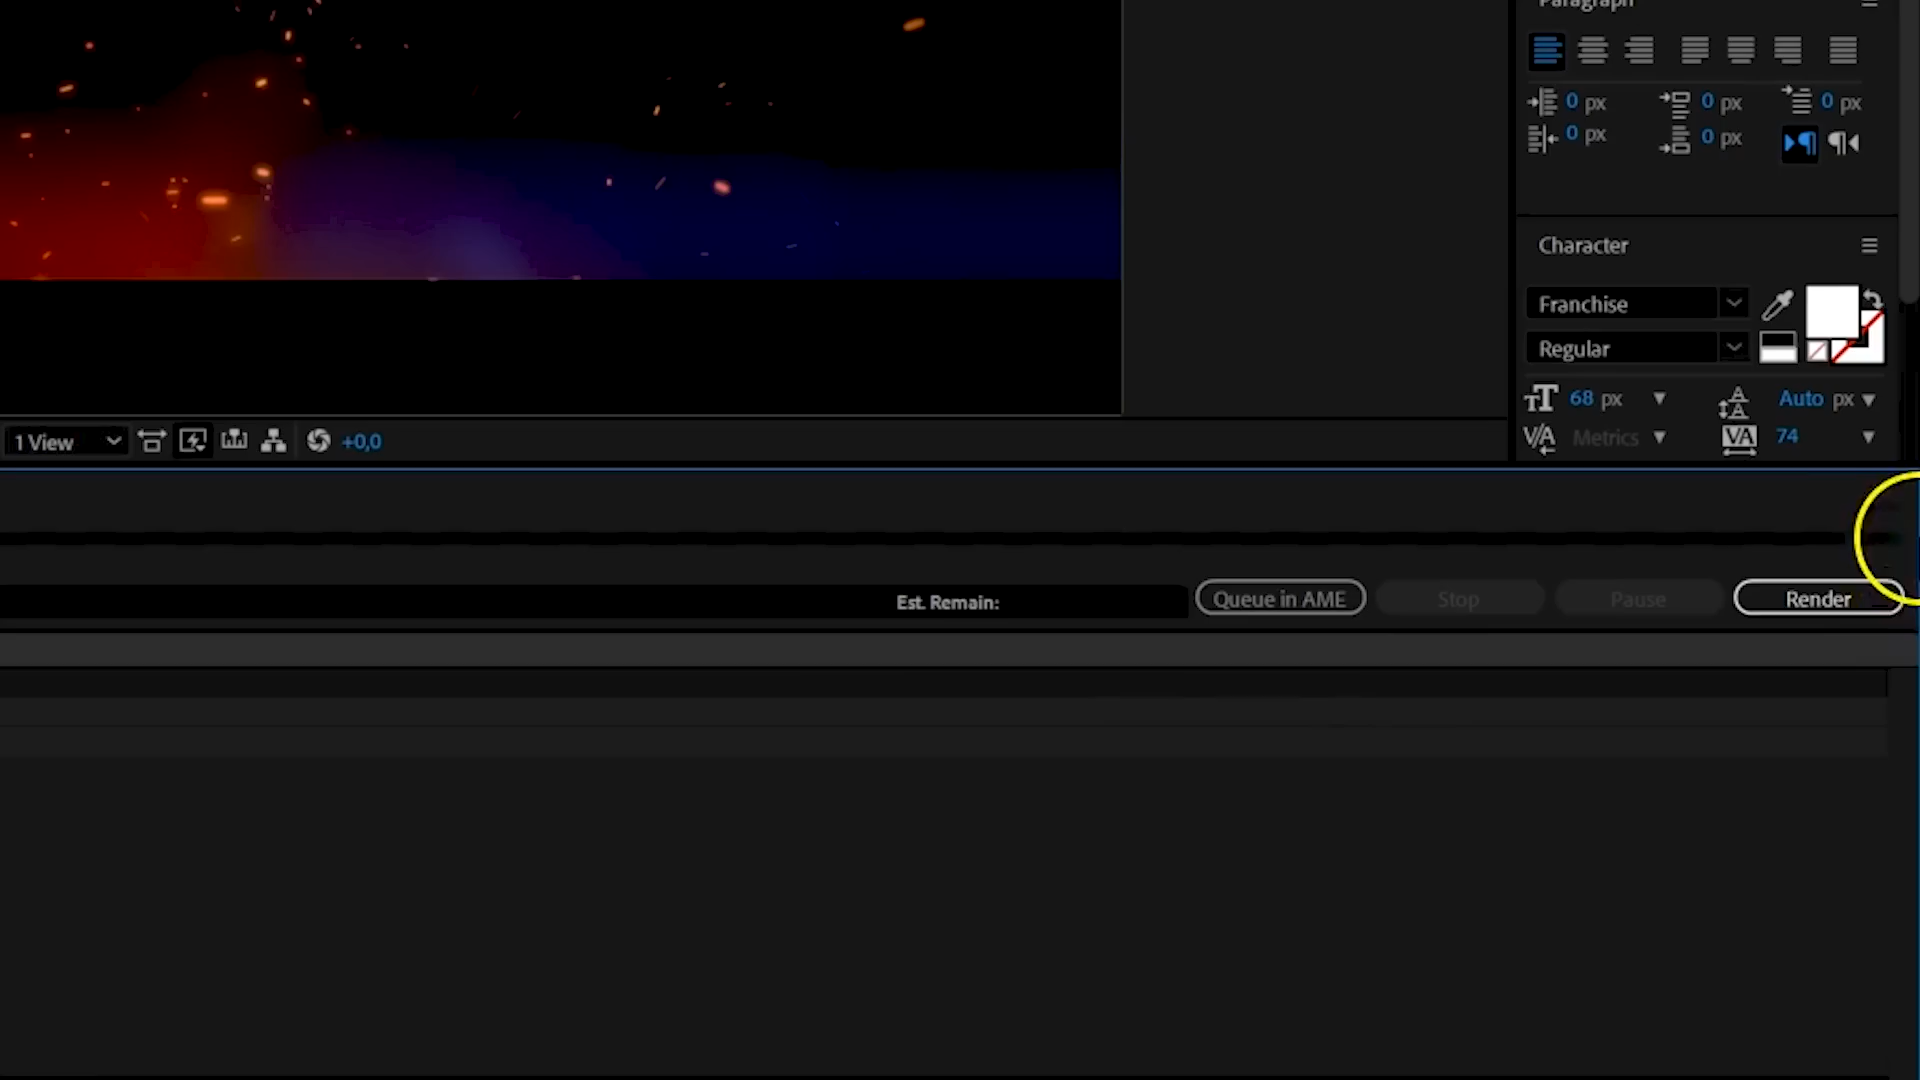 Paragraph
0 px 0 px 0 px
0 px 0 px
Character
Franchise
Regular
68 px Auto px
Metrics 74
1 View +0,0
Est. Remain: Queue in AME Stop Pause Render